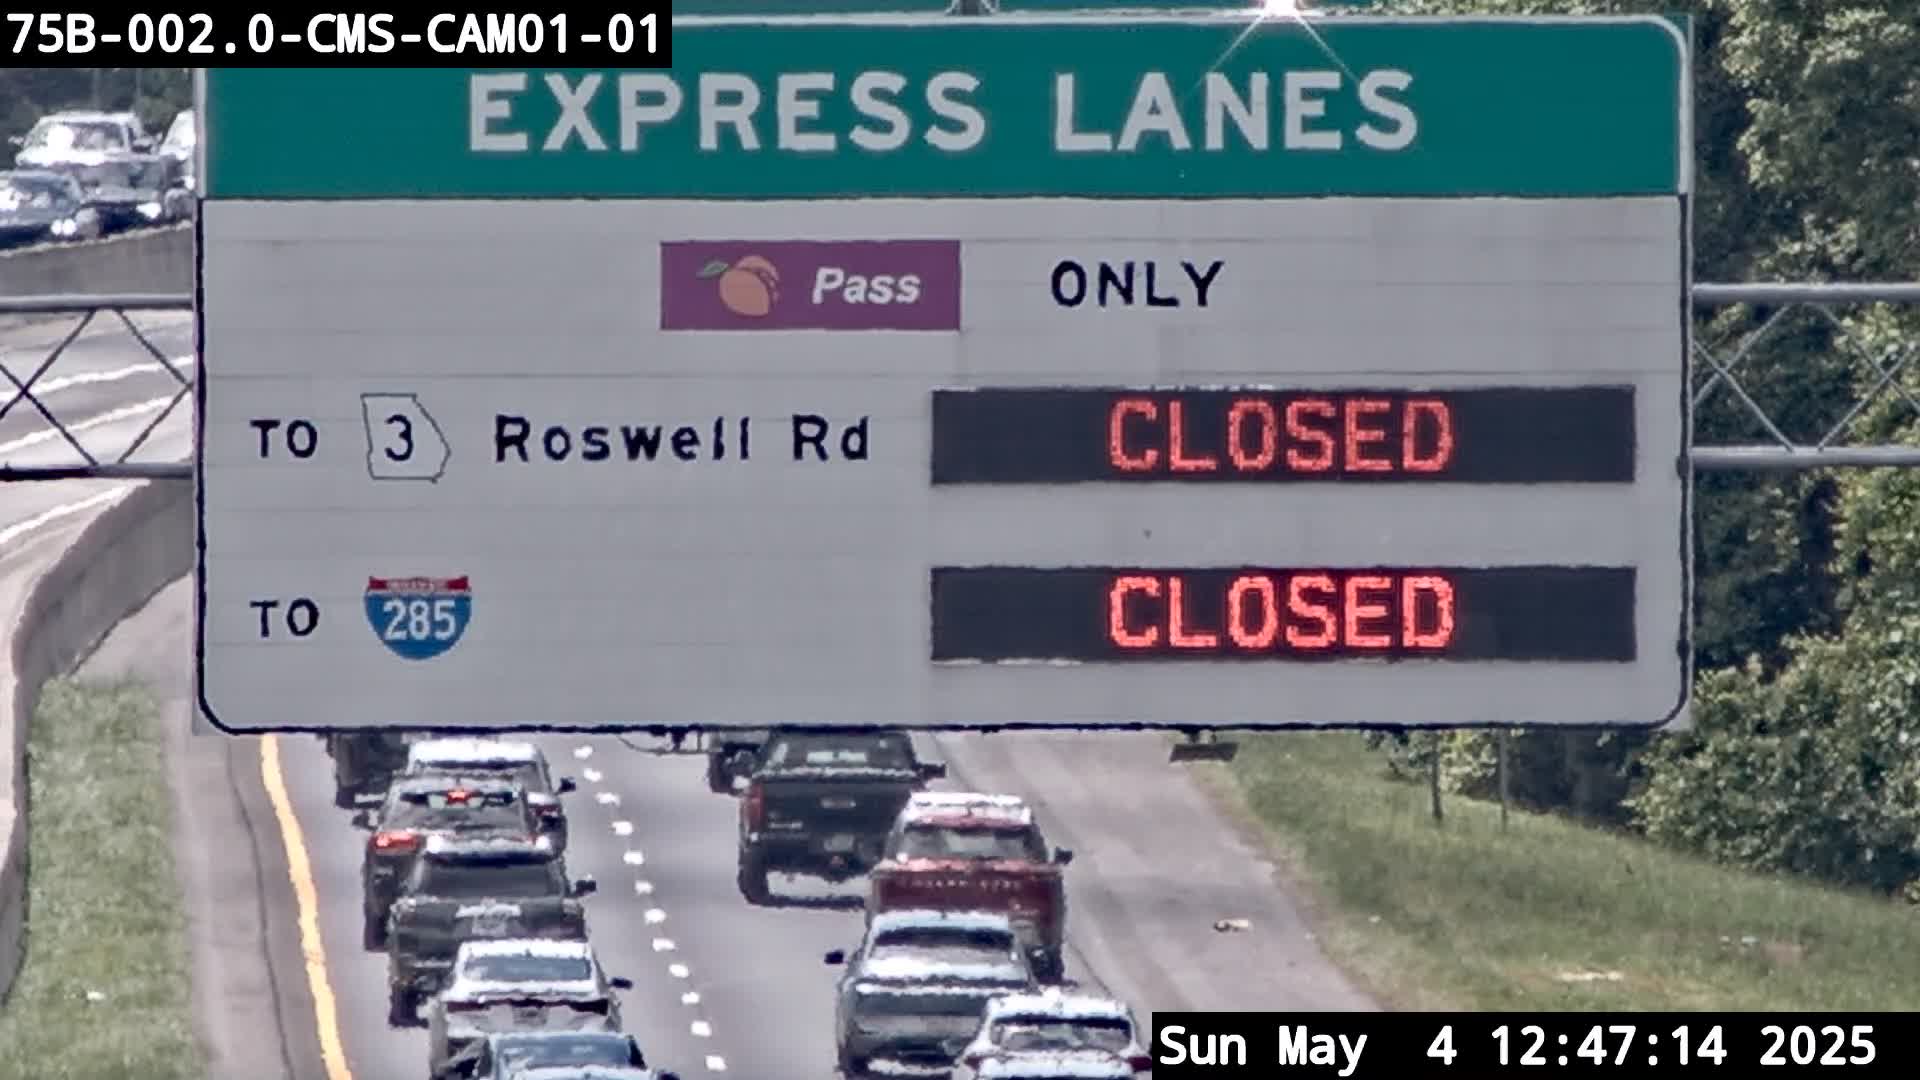 75B-002.0-CMS-CAM01-01
EXPRESS LANES
Pass ONLY
TO 3 Roswell Rd CLOSED
TO 285 CLOSED
Sun May 4 12:47:14 2025